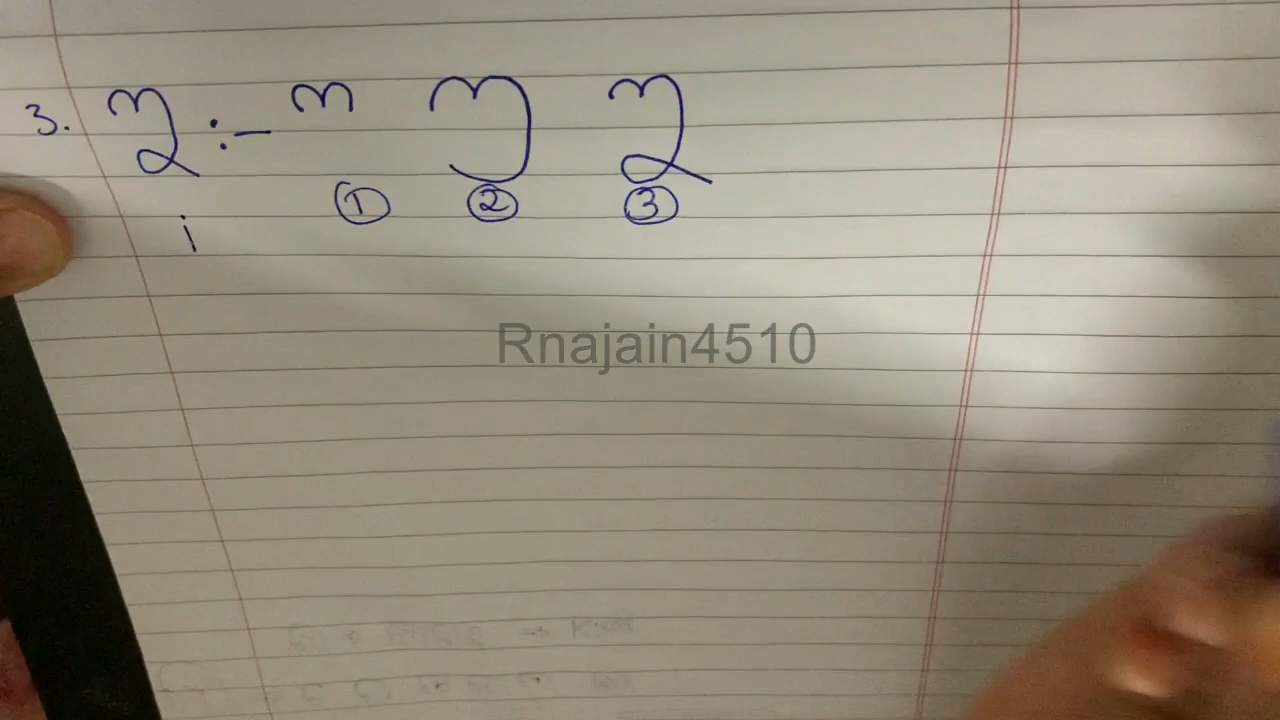 3. ഇ :- ഇ
① ② ③
i
Rnajain4510